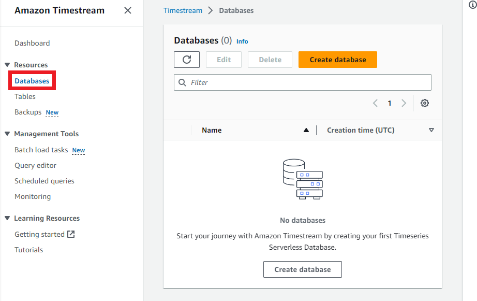 Amazon Timestream
Dashboard
Resources
Databases
Tables
Backups New
Management Tools
Batch load tasks New
Query editor
Scheduled queries
Monitoring
Learning Resources
Getting started
Tutorials
Timestream > Databases
Databases (0) Info
Edit
Delete
Create database
Filter
1
Name
Creation time (UTC)
No databases
Start your journey with Amazon Timestream by creating your first Timeseries
Serverless Database.
Create database